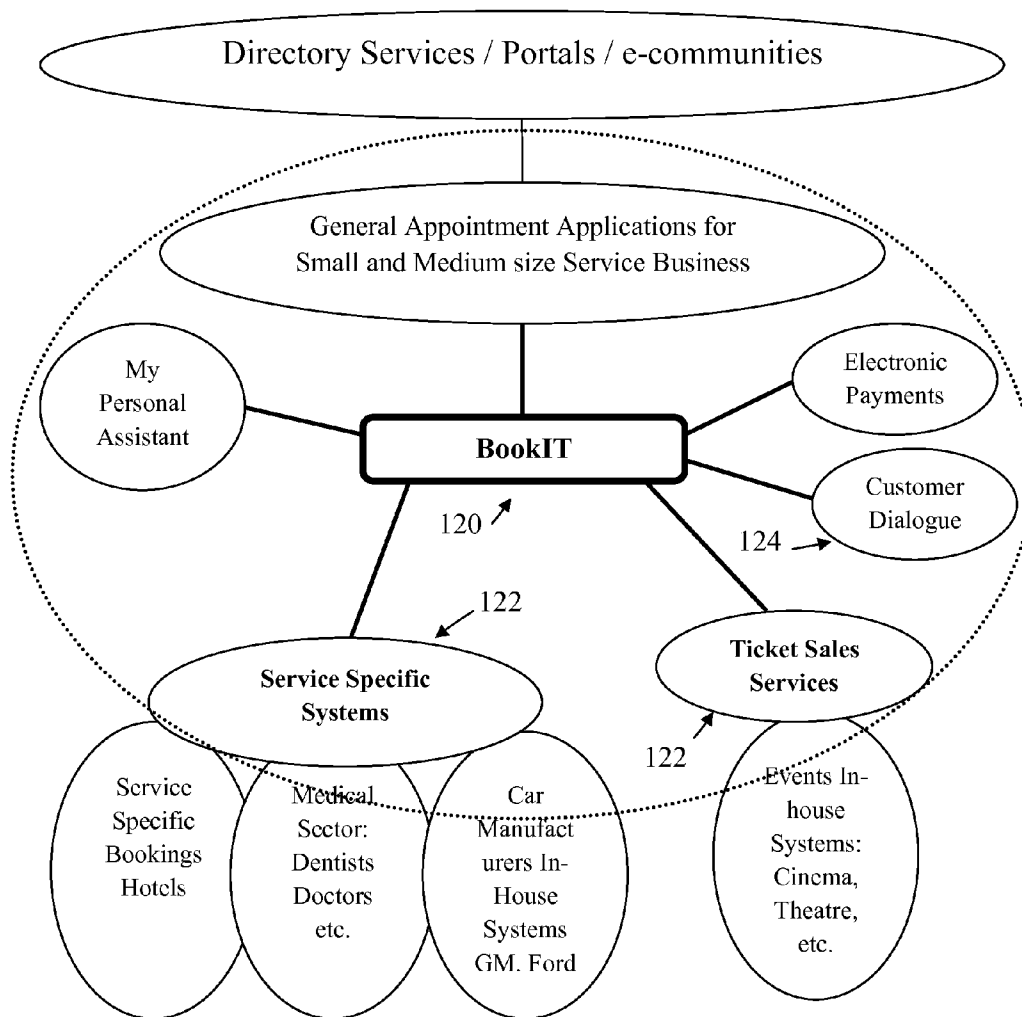 Directory Services / Portals / e-communities
General Appointment Applications for
Small and Medium size Service Business
My
Personal
Assistant
Electronic
Payments
BookIT
Customer
Dialogue
120
124
122
Service Specific
Systems
Ticket Sales
Services
122
Service
Specific
Bookings
Hotels
Medical
Sector:
Dentists
Doctors
etc.
Car
Manufact
urers In-
House
Systems
GM, Ford
Events In-
house
Systems:
Cinema,
Theatre,
etc.